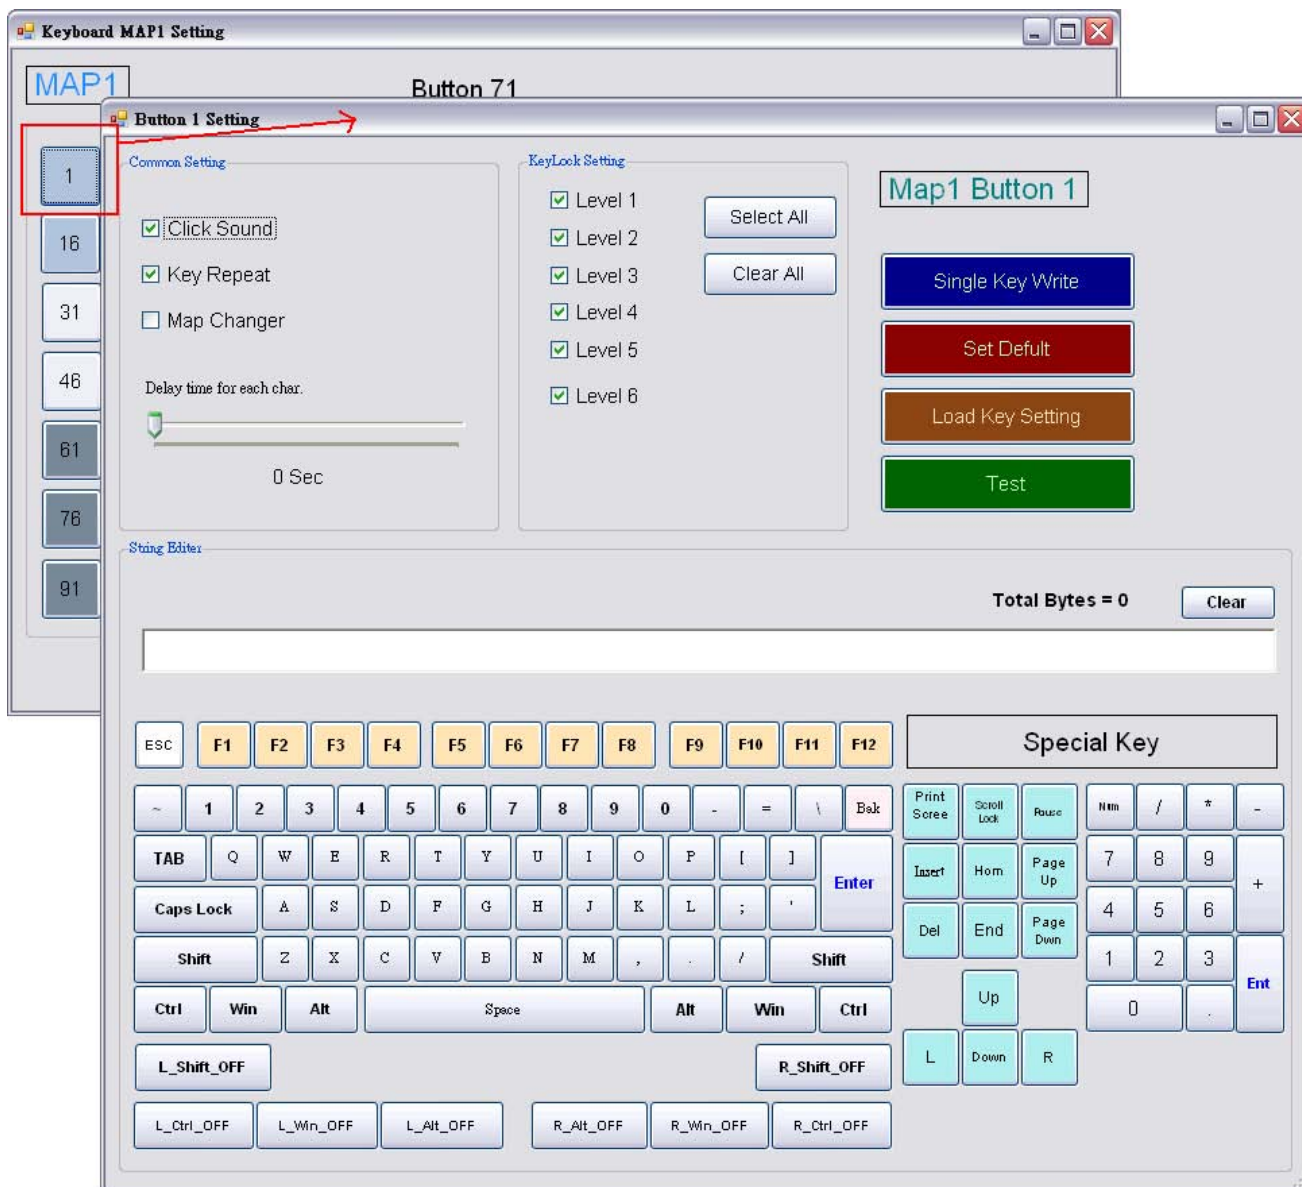 Keyboard MAP1 Setting
MAP1
Button 71
Button 1 Setting
1
16
31
46
61
76
91
Common Setting
Click Sound
Key Repeat
Map Changer
Delay time for each char.
0 Sec
KeyLock Setting
Level 1
Level 2
Level 3
Level 4
Level 5
Level 6
Select All
Clear All
Map1 Button 1
Single Key Write
Set Defult
Load Key Setting
Test
String Editer
Total Bytes = 0
Clear
ESC F1 F2 F3 F4 F5 F6 F7 F8 F9 F10 F11 F12
~ 1 2 3 4 5 6 7 8 9 0 - = \ Bak
TAB Q W E R T Y U I O P [ ] Enter
Caps Lock A S D F G H J K L ; '
Shift Z X C V B N M , . / Shift
Ctrl Win Alt Space Alt Win Ctrl
L_Shift_OFF R_Shift_OFF
L_Ctrl_OFF L_Win_OFF L_Alt_OFF R_Alt_OFF R_Win_OFF R_Ctrl_OFF
Special Key
Print
Scree
Scroll
Lock
Pause
Insert
Hom
Page
Up
Del
End
Page
Dwn
Up
L Down R
Num / * -
7 8 9 +
4 5 6
1 2 3 Ent
0 .